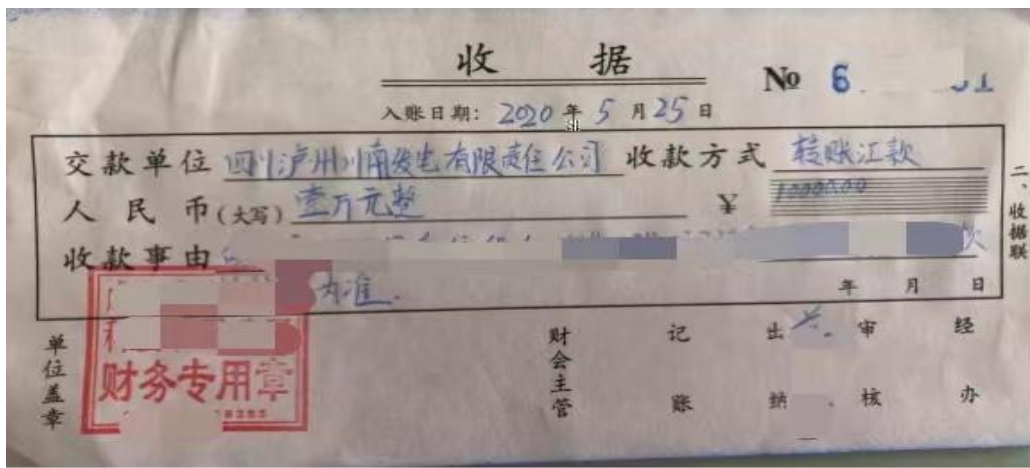 收 据
No 6
入账日期: 2020 年 5 月 25 日
交款单位 四川泸州川南发电有限责任公司 收款方式 转账汇款
人民币(大写) 壹万元整 ¥ 1000000
收款事由 款
为准.
年 月 日
二、收据联
单位盖章
财务专用章
财会主管
记账
出纳
审核
经办